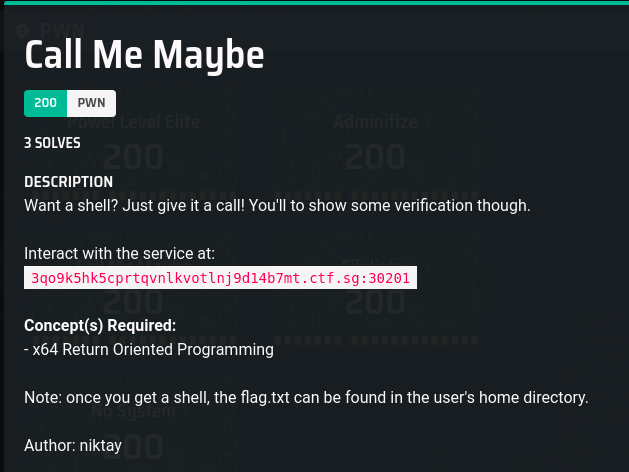 PWN
Call Me Maybe
200 PWN
Power Level Elite
Adminitize
3 SOLVES
200
200
DESCRIPTION
Want a shell? Just give it a call! You'll to show some verification though.
Interact with the service at:
3qo9k5hk5cprtqvnlkvotlnj9d14b7mt.ctf.sg:30201
200
200
Concept(s) Required:
- x64 Return Oriented Programming
Note: once you get a shell, the flag.txt can be found in the user's home directory.
No System
Author: niktay
200